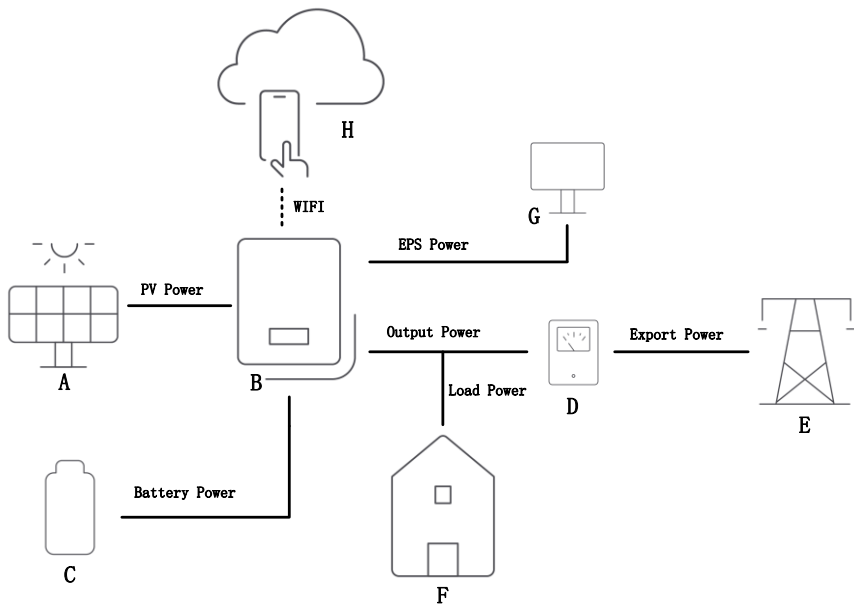 H
WIFI
G
EPS Power
PV Power
Output Power
Export Power
A
B
Load Power
D
E
Battery Power
C
F